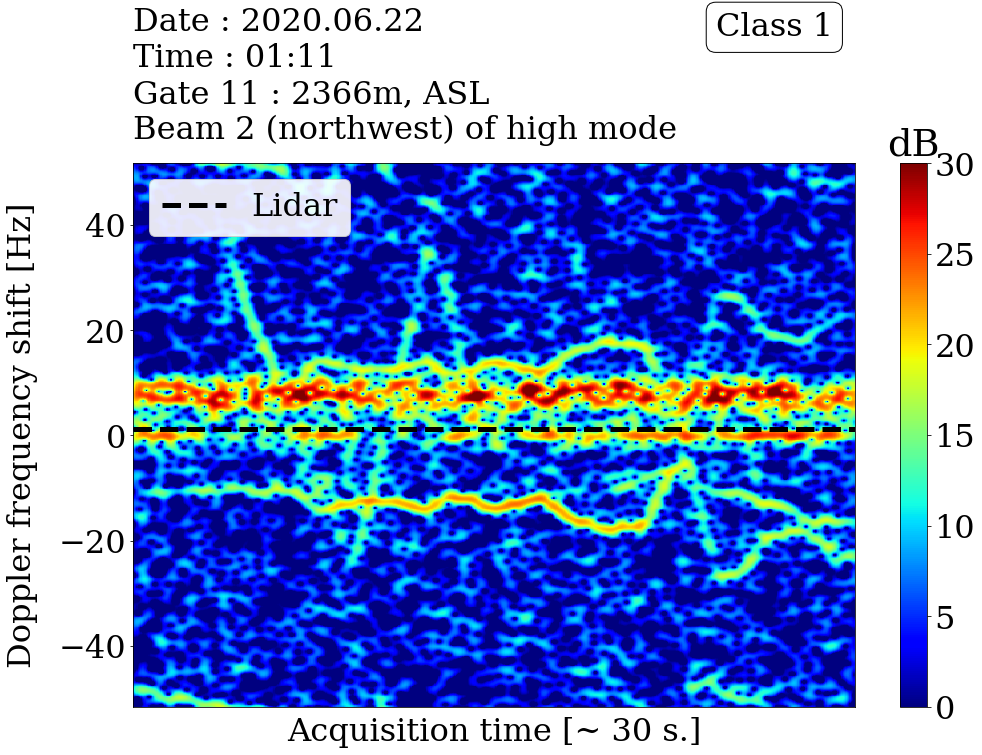 Date : 2020.06.22
Time : 01:11
Gate 11 : 2366m, ASL
Beam 2 (northwest) of high mode
Class 1
dB
Lidar
Doppler frequency shift [Hz]
40
20
0
−20
−40
30
25
20
15
10
5
0
Acquisition time [~ 30 s.]